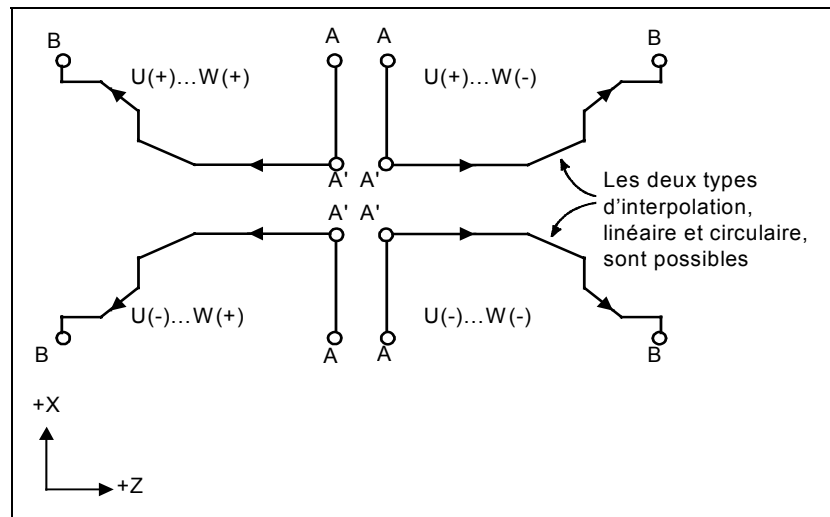 B A A B
U(+)...W(+) U(+)...W(-)
A' A'
Les deux types
d'interpolation,
linéaire et circulaire,
sont possibles
A' A'
U(-)...W(+) U(-)...W(-)
B A A B
+X
+Z